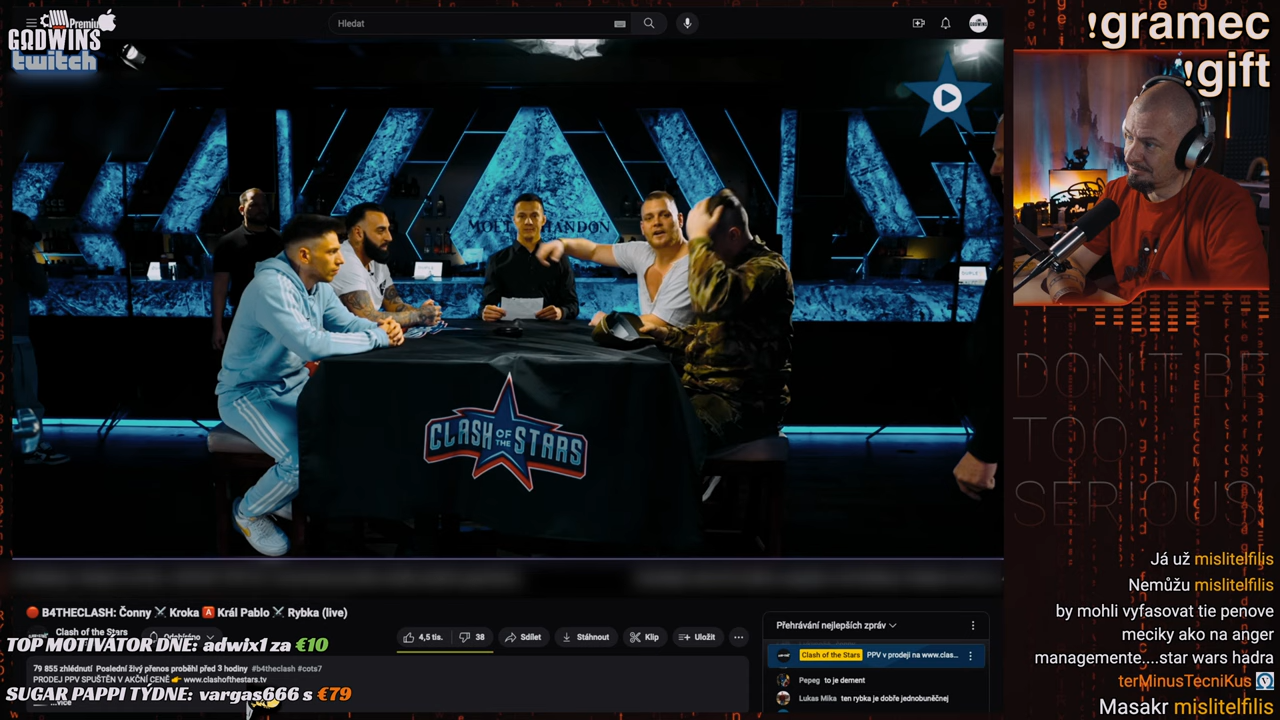 Premiu
GODWINS
twitch
Hledat
!gramec
!gift
MOËT CHANDON
CLASH OF THE STARS
DON'T BE
TOO
SERIOUS
🔴 B4THECLASH: Čonny ⚔️ Kroka 🅰️ Král Pablo ⚔️ Rybka (live)
Clash of the Stars
Odebíráno
4,5 tis.
38
Sdílet
Stáhnout
Klip
Uložit
TOP MOTIVÁTOR DNE: adwix1 za €10
79 855 zhlédnutí Poslední živý přenos proběhl před 3 hodiny #b4theclash #cots7
PRODEJ PPV SPUŠTĚN V AKČNÍ CENĚ 👉 www.clashofthestars.tv
SUGAR PAPPI TÝDNE: vargas666 s €79
...více
Přehrávání nejlepších zpráv
Clash of the Stars PPV v prodeji na www.clas...
Pepeg to je dement
Lukas Mika ten rybka je dobře jednobuněčnej
Já už mislitelfilis
Nemůžu mislitelfilis
by mohli vyfasovat tie penove
meciky ako na anger
managemente....star wars hadra
terMinusTecniKus
Masakr mislitelfilis